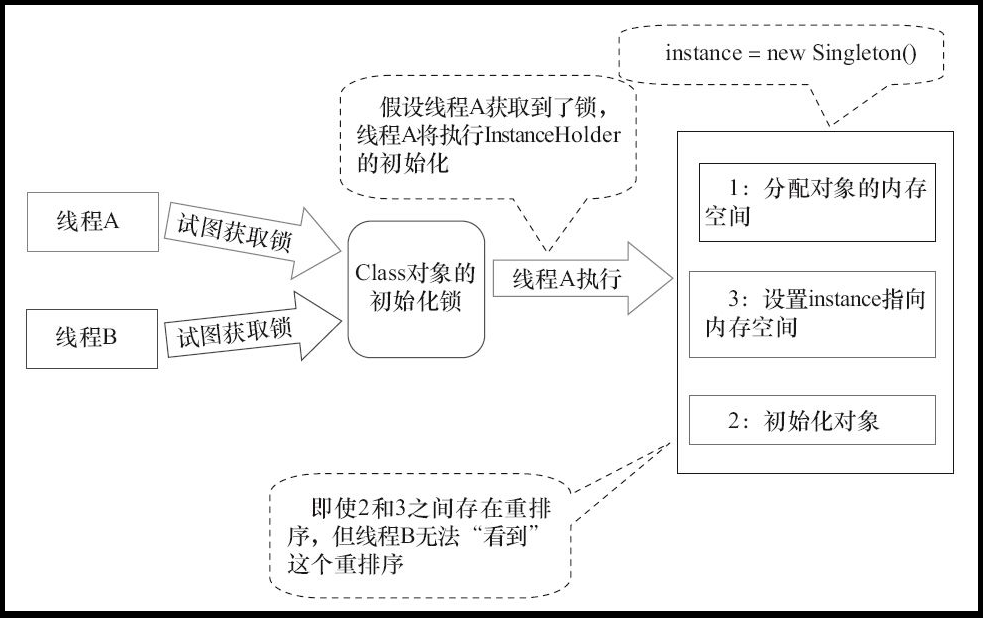 instance = new Singleton()
假设线程A获取到了锁，
线程A将执行InstanceHolder
的初始化
线程A
试图获取锁
线程B
试图获取锁
Class对象的
初始化锁
线程A执行
1：分配对象的内存
空间
3：设置instance指向
内存空间
2：初始化对象
即使2和3之间存在重排
序，但线程B无法“看到”
这个重排序